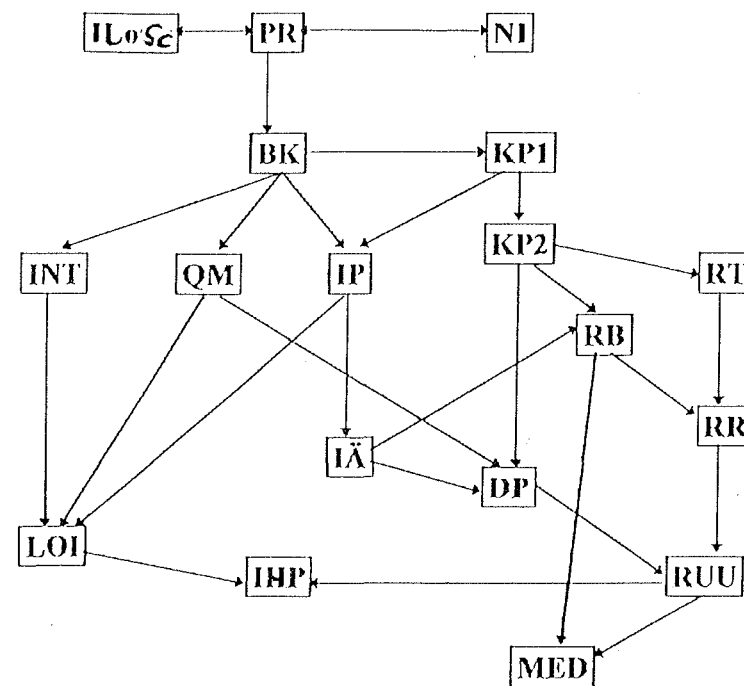 ILoSc PR NI
BK KP1
KP2
INT QM IP RT
RB
RR
IÄ
DP
LOI
IHP RUU
MED